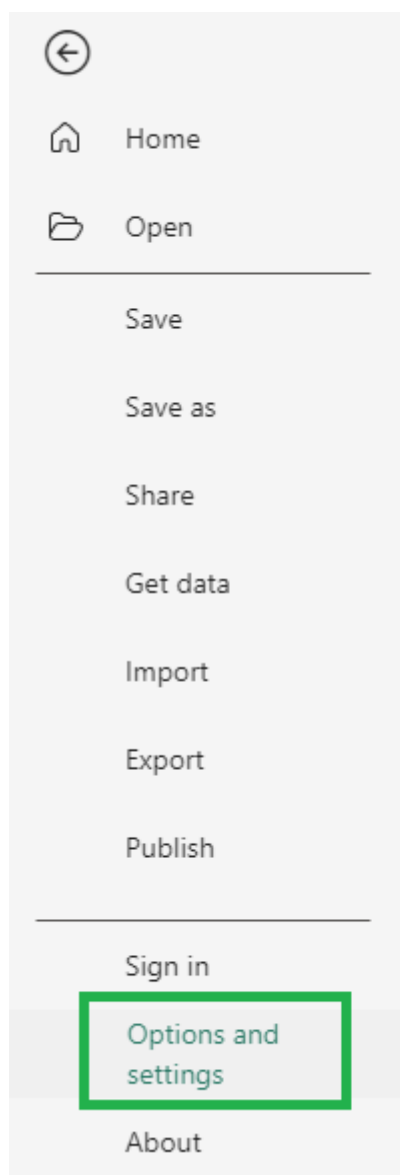 Home
Open
Save
Save as
Share
Get data
Import
Export
Publish
Sign in
Options and
settings
About